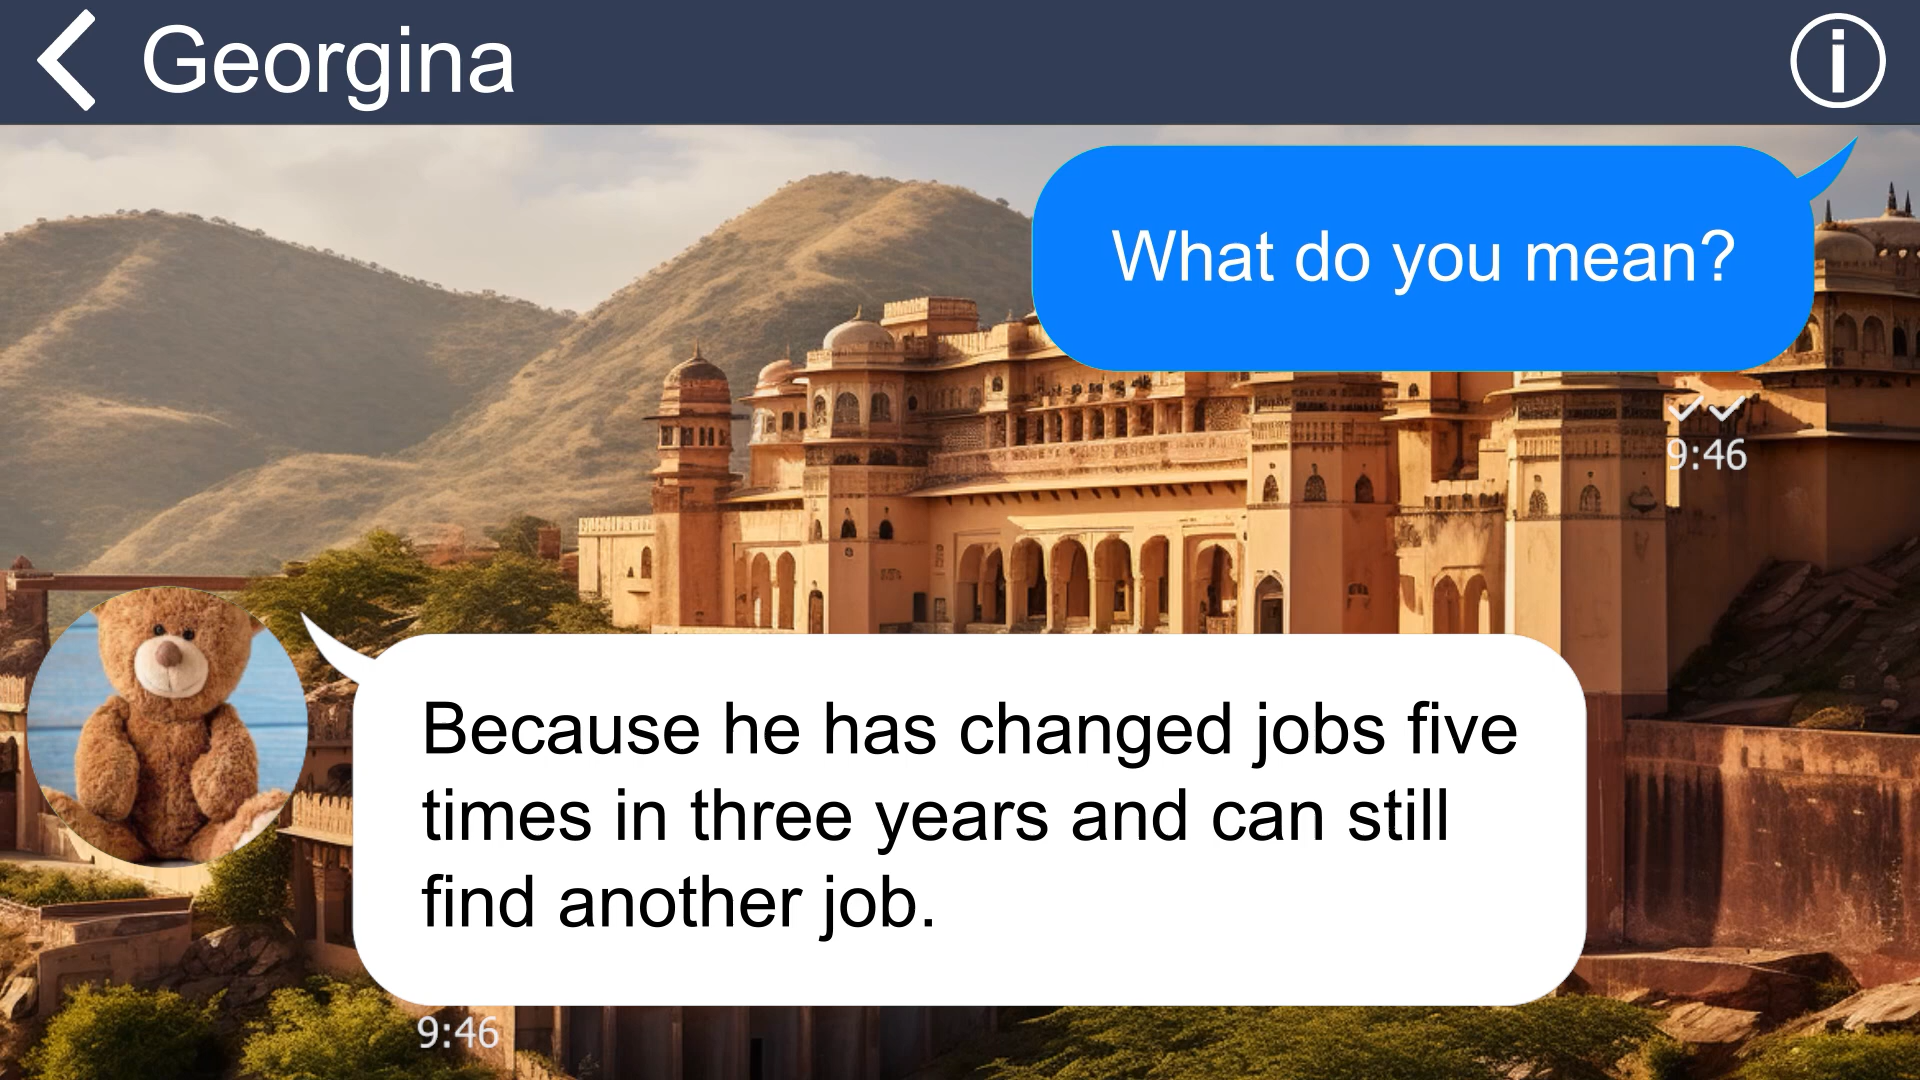 Georgina
What do you mean?
9:46
Because he has changed jobs five
times in three years and can still
find another job.
9:46